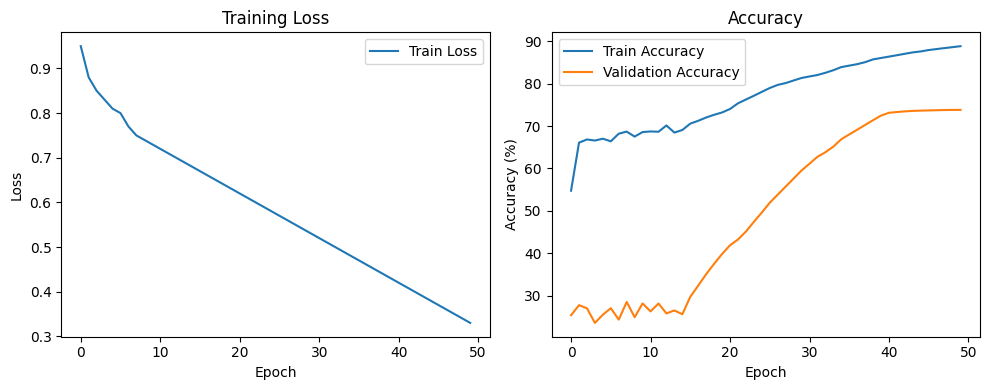 Training Loss
Train Loss
0.9
0.8
0.7
0.6
0.5
0.4
0.3
Loss
0 10 20 30 40 50
Epoch
Accuracy
Train Accuracy
Validation Accuracy
90
80
70
60
50
40
30
Accuracy (%)
0 10 20 30 40 50
Epoch